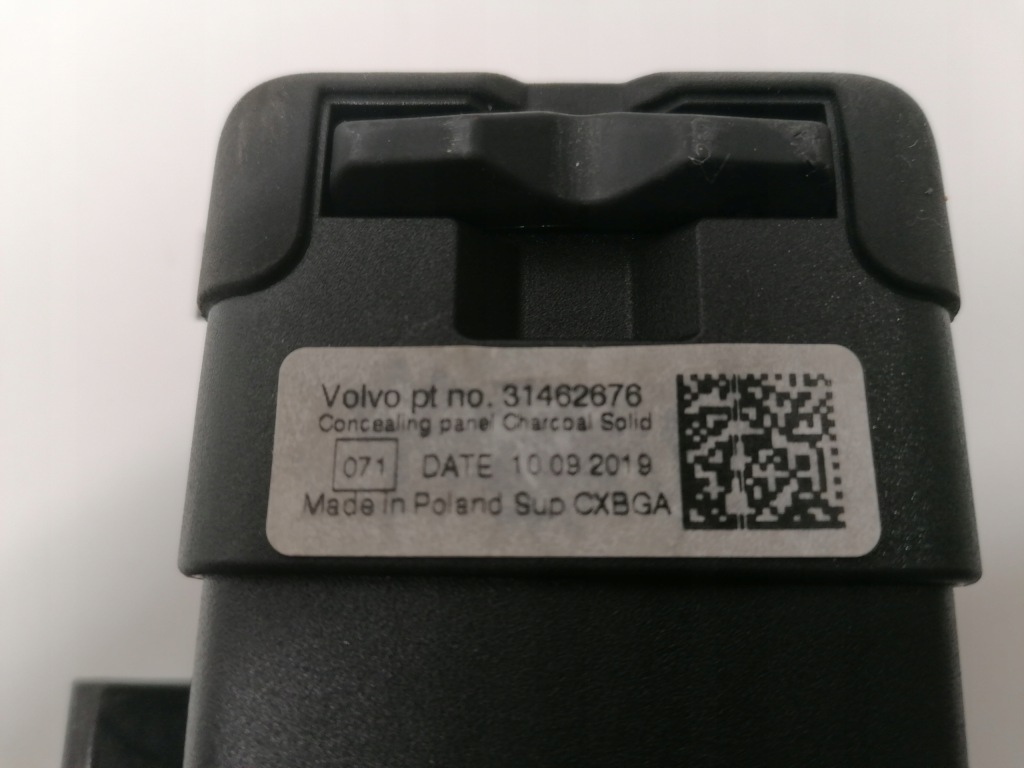 Volvo pt no. 31462676
Concealing panel Charcoal Solid
071 DATE 10 09 2019
Made in Poland Sup CXBGA